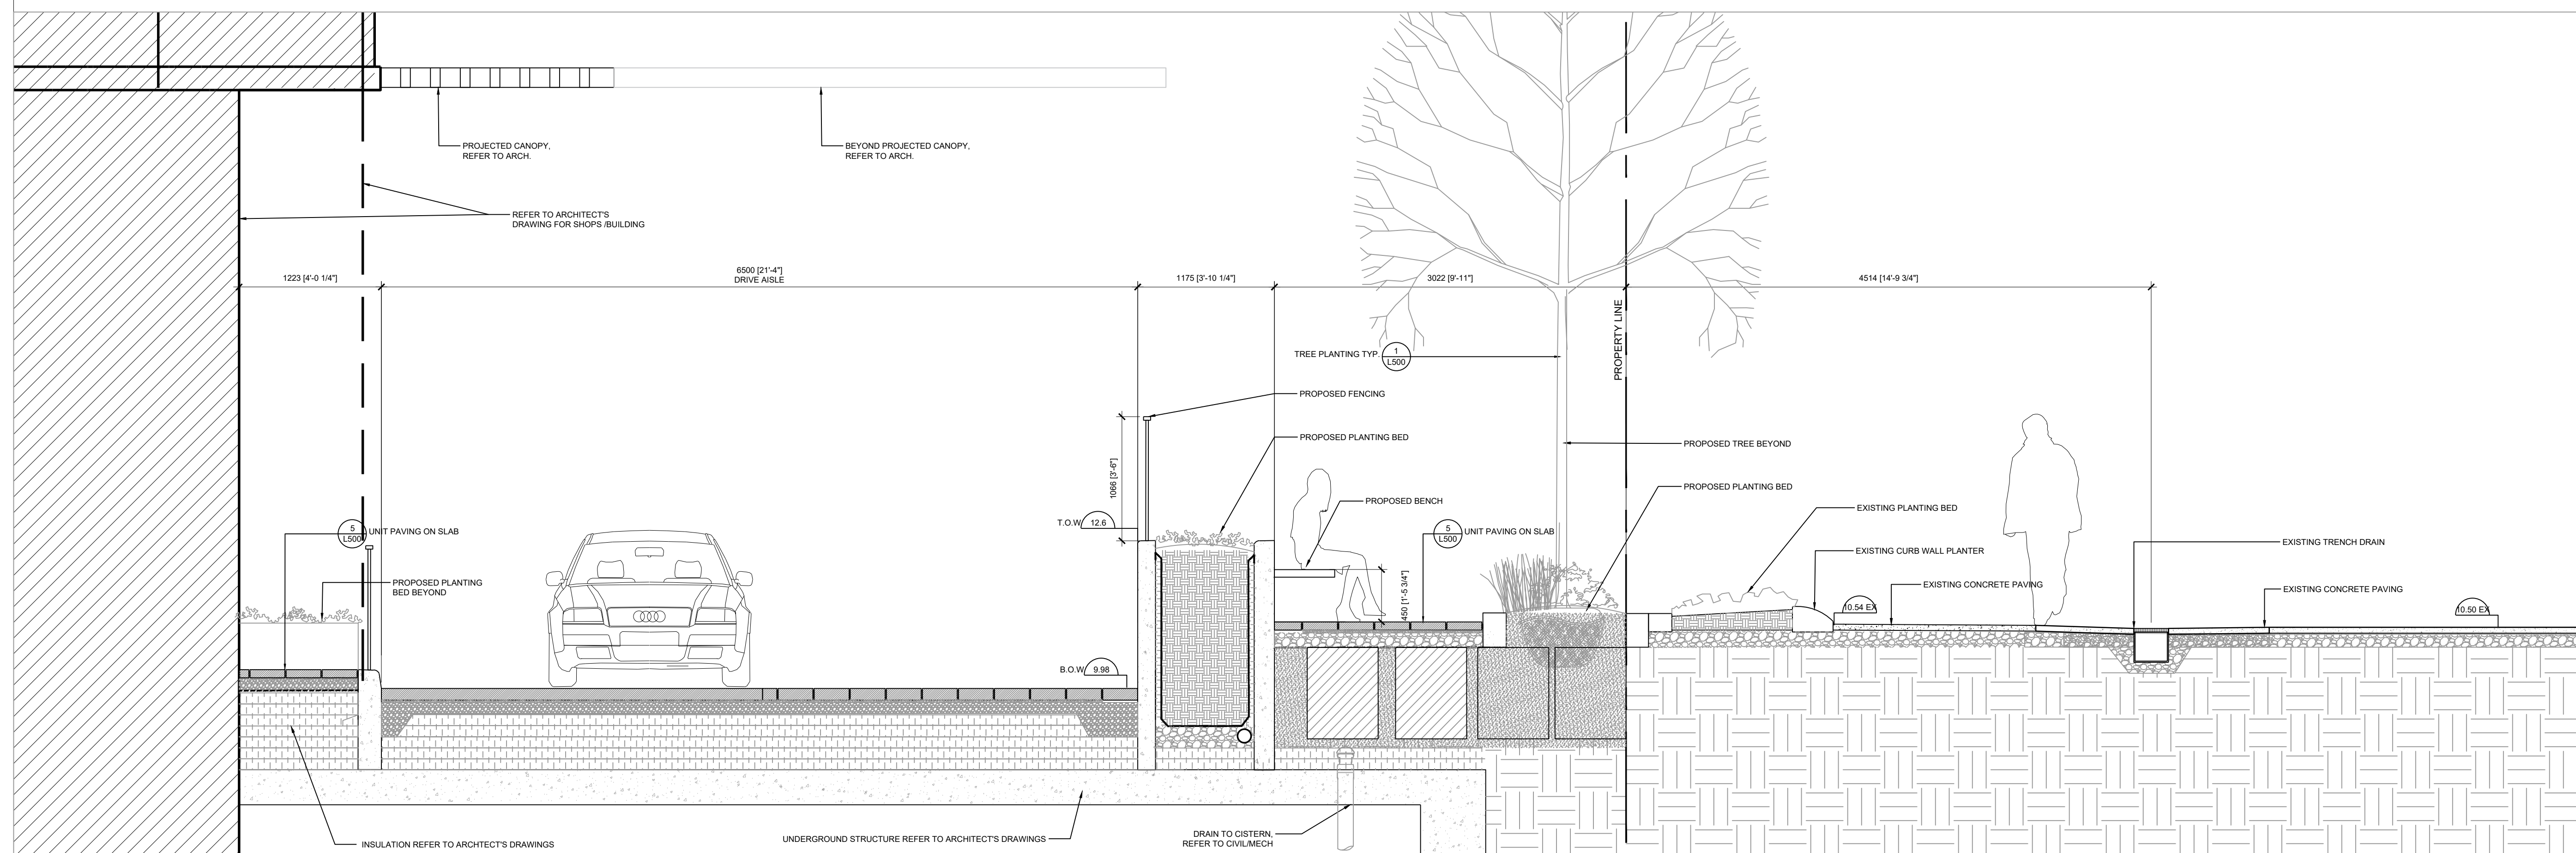 PROJECTED CANOPY,
REFER TO ARCH.
BEYOND PROJECTED CANOPY,
REFER TO ARCH.
REFER TO ARCHITECT'S
DRAWING FOR SHOPS /BUILDING
1223 [4'-0 1/4"]
6500 [21'-4"]
DRIVE AISLE
1175 [3'-10 1/4"]
3022 [9'-11"]
4514 [14'-9 3/4"]
PROPERTY LINE
TREE PLANTING TYP.
1
L500
PROPOSED FENCING
PROPOSED PLANTING BED
PROPOSED TREE BEYOND
1066 [3'-6"]
PROPOSED BENCH
PROPOSED PLANTING BED
EXISTING PLANTING BED
T.O.W
12.6
5
L500
UNIT PAVING ON SLAB
5
L500
UNIT PAVING ON SLAB
EXISTING TRENCH DRAIN
EXISTING CURB WALL PLANTER
PROPOSED PLANTING
BED BEYOND
450 [1'-5 3/4"]
EXISTING CONCRETE PAVING
EXISTING CONCRETE PAVING
10.54 EX
10.50 EX
B.O.W
9.98
INSULATION REFER TO ARCHTECT'S DRAWINGS
UNDERGROUND STRUCTURE REFER TO ARCHITECT'S DRAWINGS
DRAIN TO CISTERN,
REFER TO CIVIL/MECH